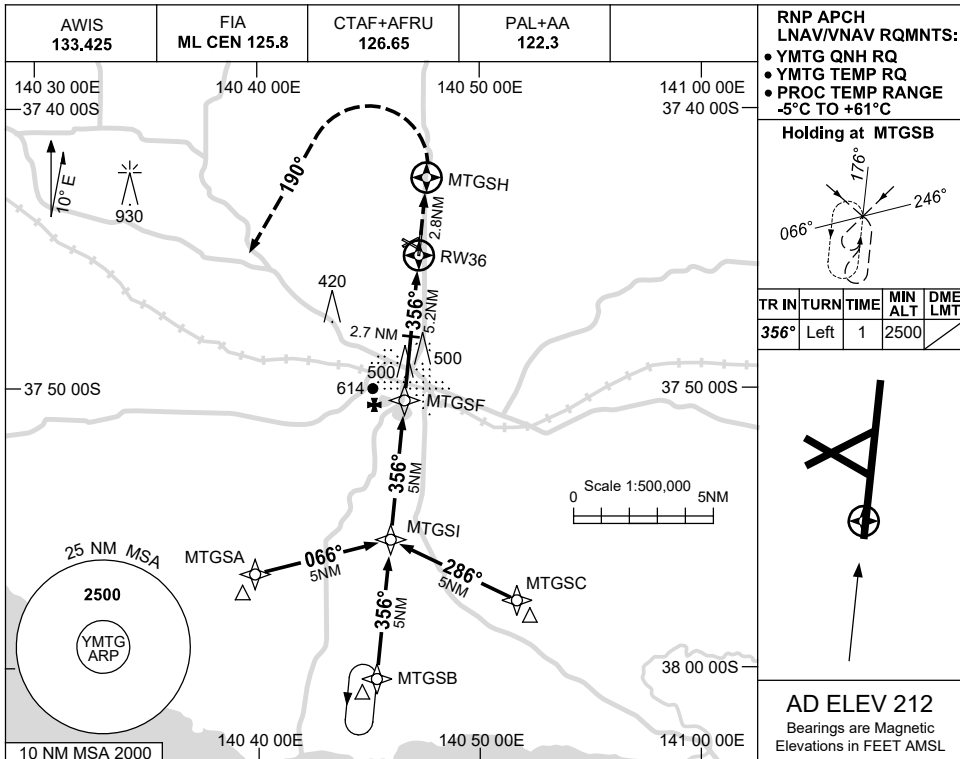 AWIS
133.425
FIA
ML CEN 125.8
CTAF+AFRU
126.65
PAL+AA
122.3
RNP APCH
LNAV/VNAV RQMNTS:
• YMTG QNH RQ
• YMTG TEMP RQ
• PROC TEMP RANGE
-5°C TO +61°C
140 30 00E
140 40 00E
140 50 00E
141 00 00E
37 40 00S
37 40 00S
10° E
930
190°
MTGSH
2.8NM
RW36
420
356°
5.2NM
2.7 NM
500
500
37 50 00S
37 50 00S
614
MTGSF
356°
5NM
Scale 1:500,000
0
5NM
MTGSI
MTGSA
066°
5NM
286°
5NM
MTGSC
356°
5NM
25 NM MSA
2500
YMTG
ARP
38 00 00S
MTGSB
10 NM MSA 2000
140 40 00E
140 50 00E
141 00 00E
Holding at MTGSB
176°
246°
066°
TR IN TURN TIME MIN ALT DME LMT
356° Left 1 2500
AD ELEV 212
Bearings are Magnetic
Elevations in FEET AMSL